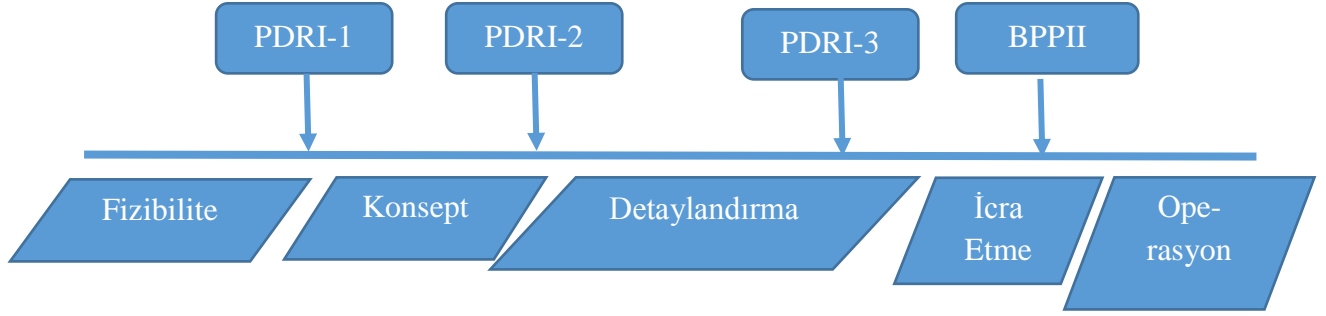 PDRI-1
PDRI-2
PDRI-3
BPPII
Fizibilite
Konsept
Detaylandırma
İcra
Etme
Ope-
rasyon